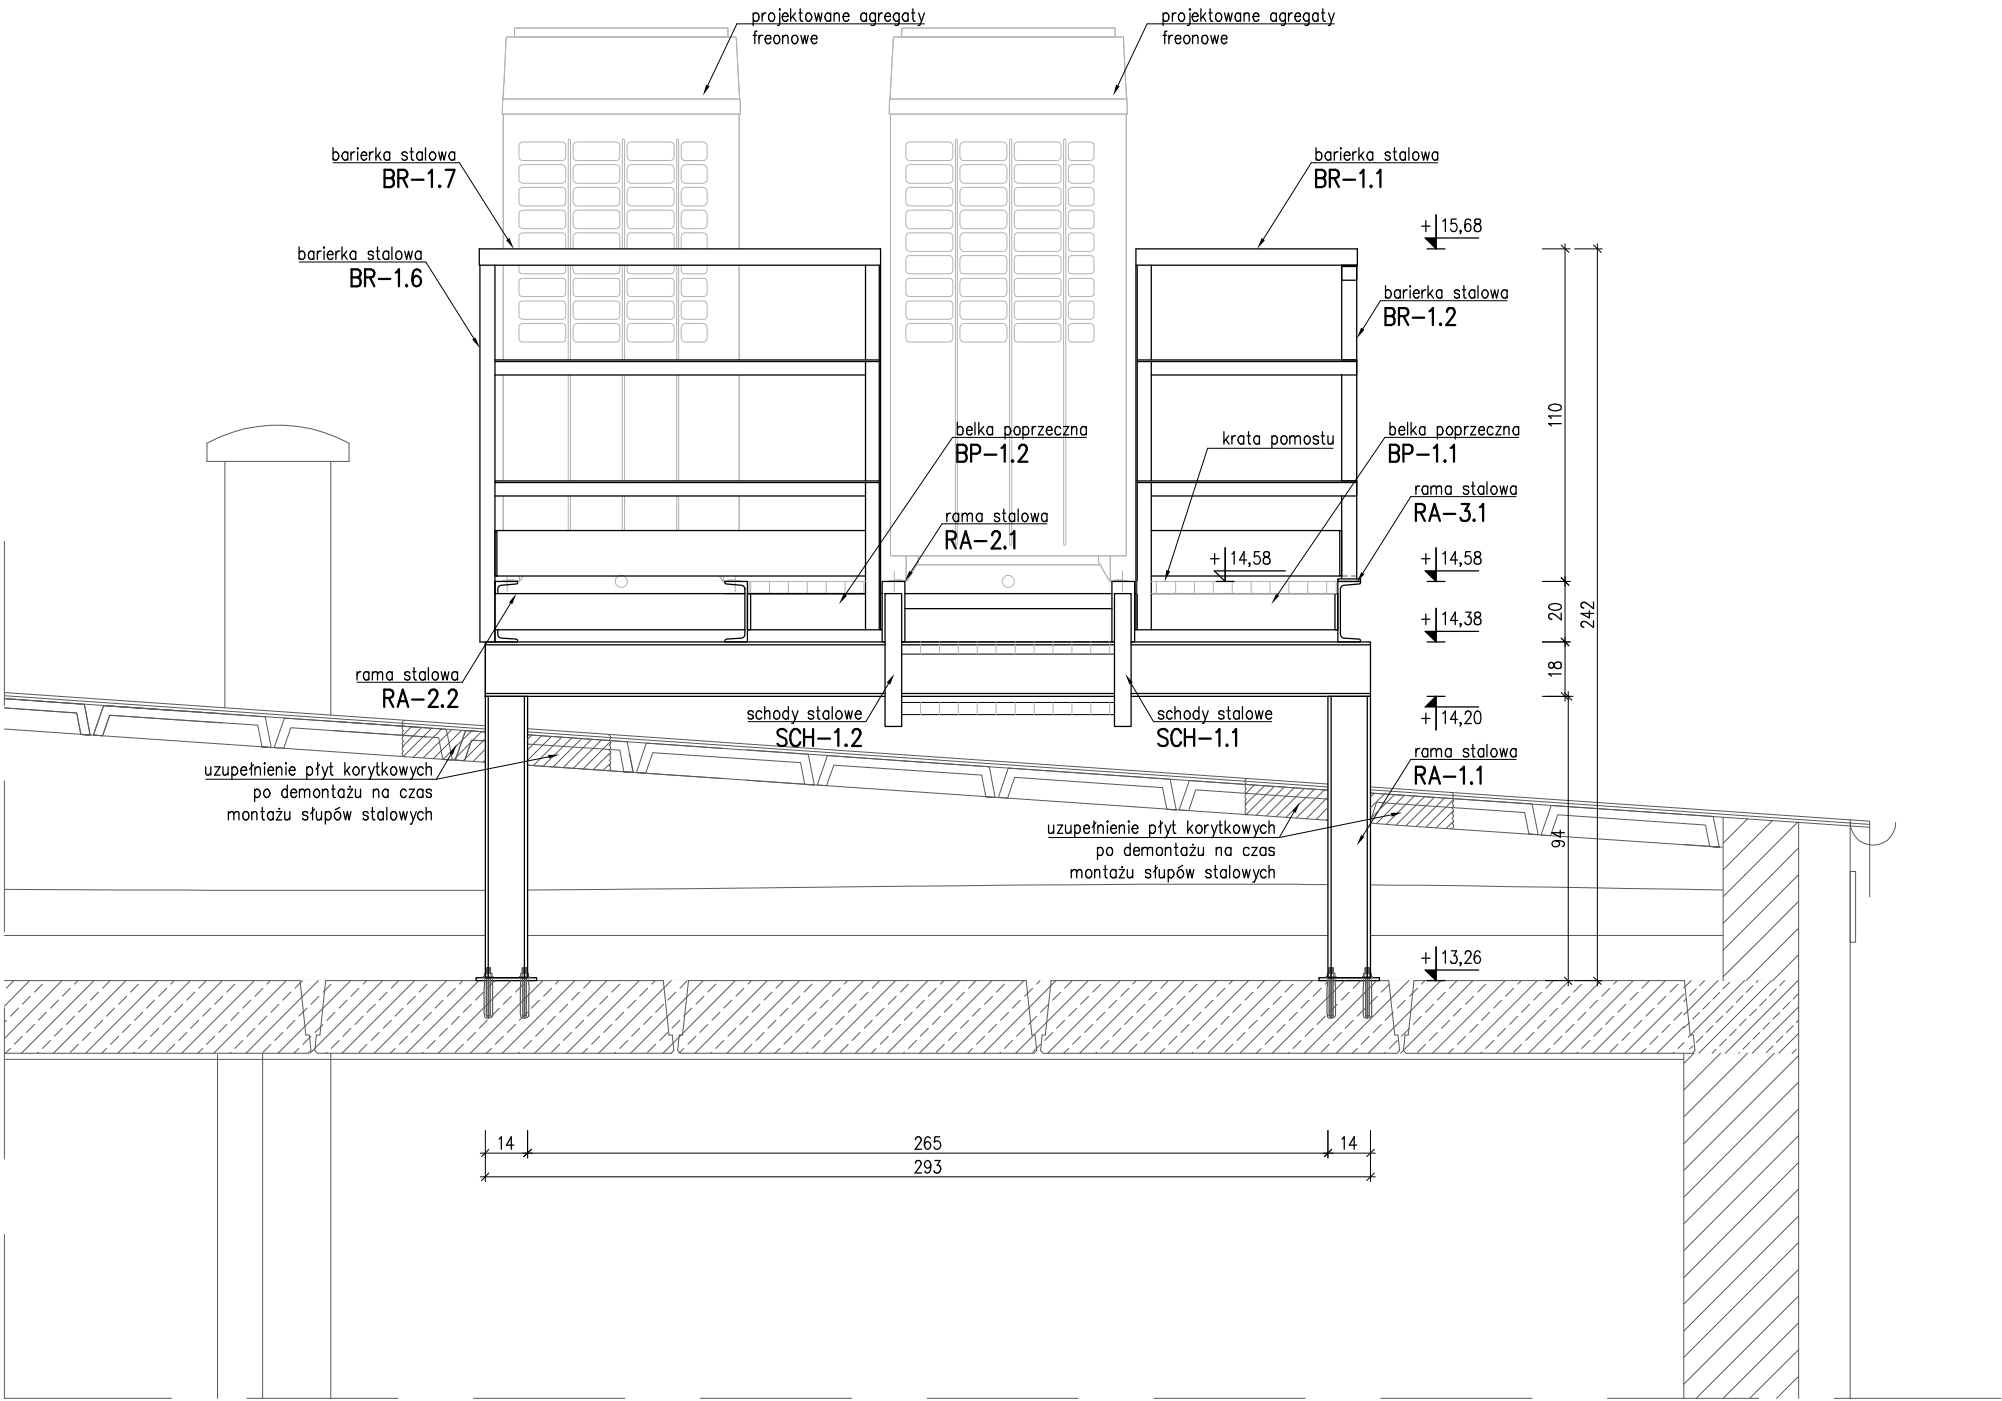 projektowane agregaty
freonowe
projektowane agregaty
freonowe
barierka stalowa
BR-1.7
barierka stalowa
BR-1.1
barierka stalowa
BR-1.6
+15,68
barierka stalowa
BR-1.2
110
belka poprzeczna
BP-1.2
krata pomostu
belka poprzeczna
BP-1.1
rama stalowa
RA-2.1
rama stalowa
RA-3.1
+14,58
+14,58
20
242
+14,38
18
rama stalowa
RA-2.2
schody stalowe
SCH-1.2
schody stalowe
SCH-1.1
+14,20
rama stalowa
RA-1.1
uzupełnienie płyt korytkowych
po demontażu na czas
montażu słupów stalowych
uzupełnienie płyt korytkowych
po demontażu na czas
montażu słupów stalowych
94
+13,26
14
265
14
293